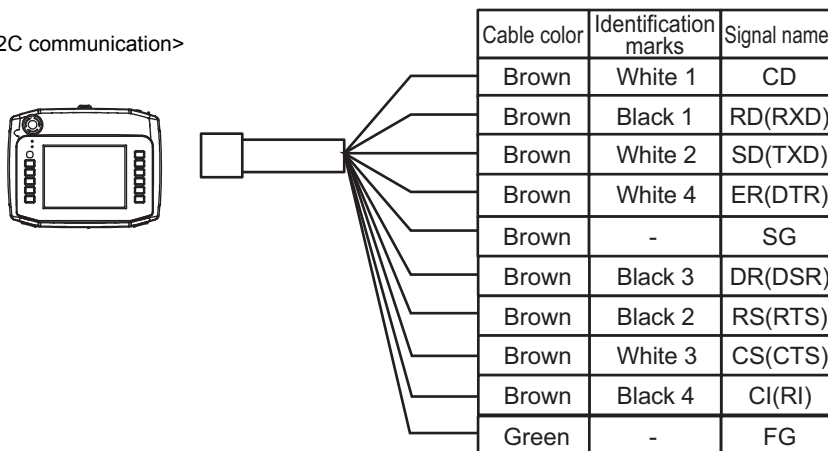 2C communication>
Cable color Identification marks Signal name
Brown White 1 CD
Brown Black 1 RD(RXD)
Brown White 2 SD(TXD)
Brown White 4 ER(DTR)
Brown - SG
Brown Black 3 DR(DSR)
Brown Black 2 RS(RTS)
Brown White 3 CS(CTS)
Brown Black 4 CI(RI)
Green - FG